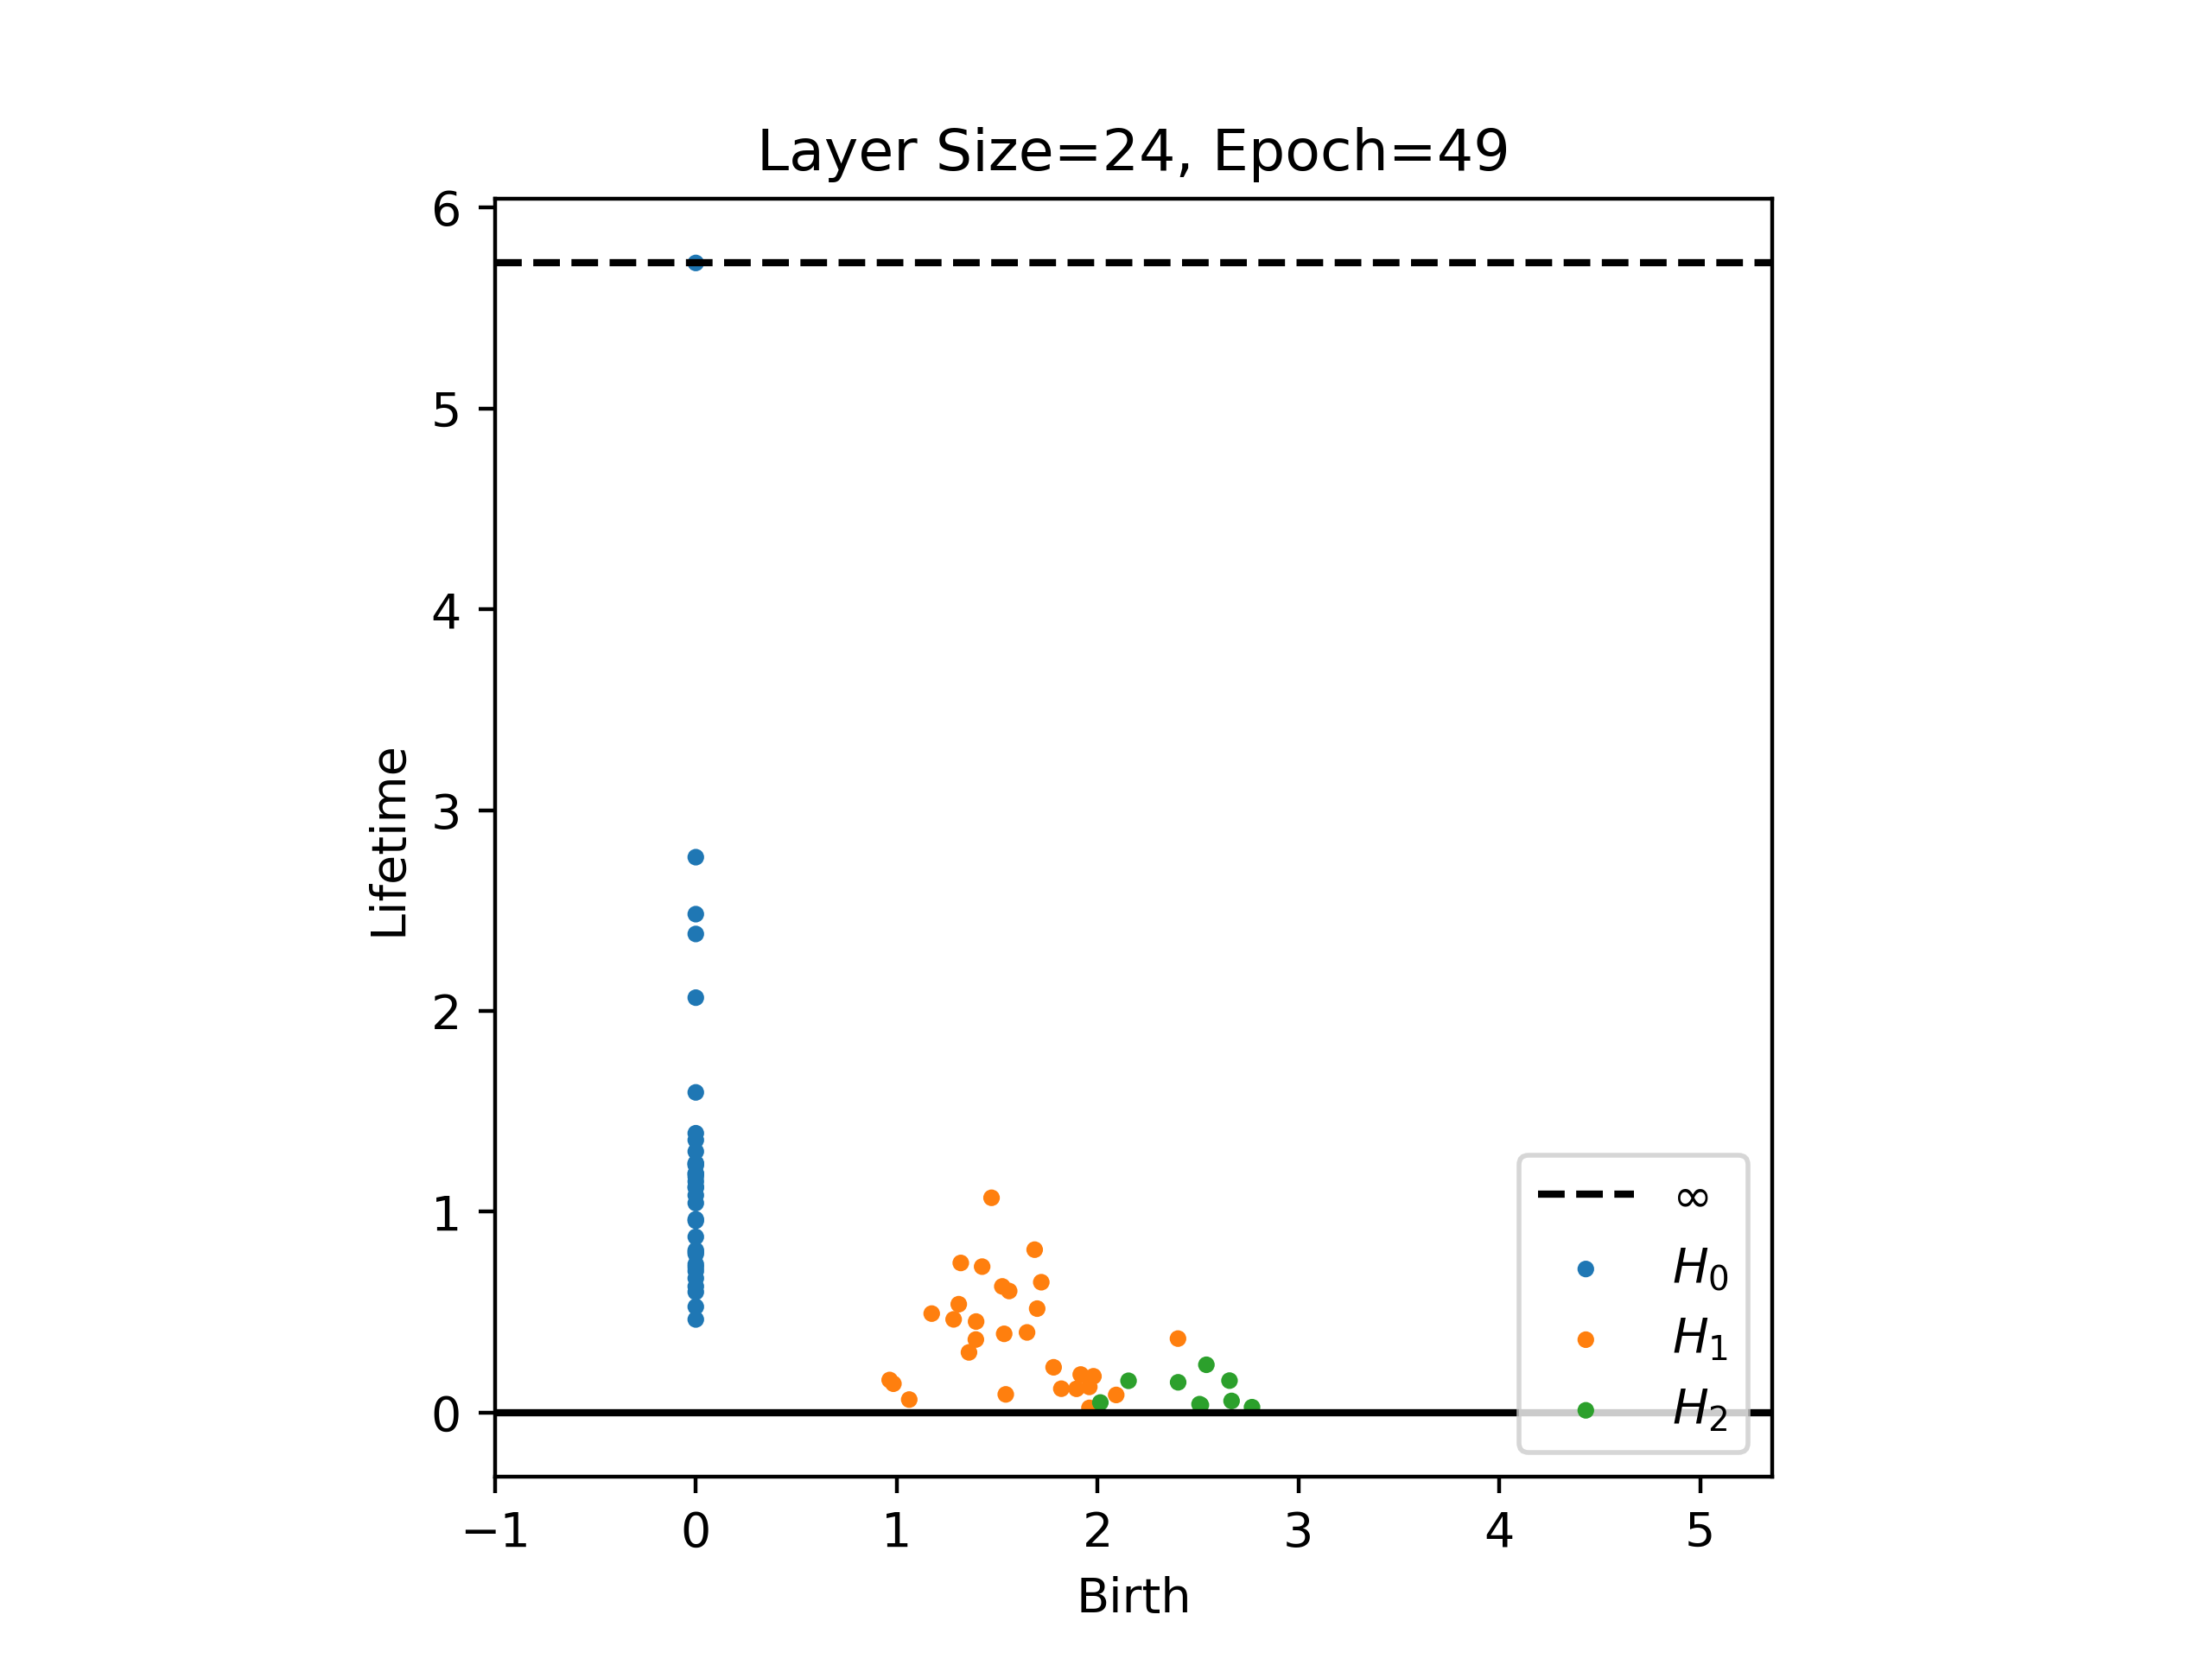 Layer Size=24, Epoch=49
6
5
4
3
2
1
0
Lifetime
−1 0 1 2 3 4 5
Birth
∞
H₀
H₁
H₂